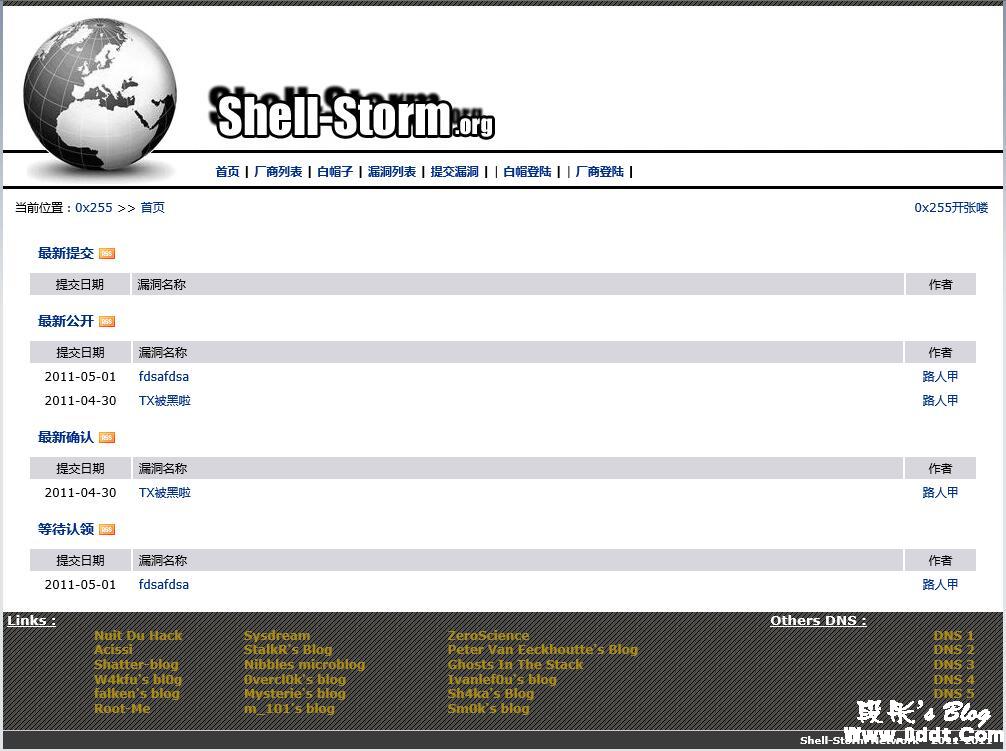 Shell-Storm.org
首页 | 厂商列表 | 白帽子 | 漏洞列表 | 提交漏洞 | | 白帽登陆 | | 厂商登陆 |
当前位置：0x255 >> 首页 0x255开张喽
最新提交 RSS
提交日期 漏洞名称 作者
最新公开 RSS
提交日期 漏洞名称 作者
2011-05-01 fdsafdsa 路人甲
2011-04-30 TX被黑啦 路人甲
最新确认 RSS
提交日期 漏洞名称 作者
2011-04-30 TX被黑啦 路人甲
等待认领 RSS
提交日期 漏洞名称 作者
2011-05-01 fdsafdsa 路人甲
Links : Others DNS :
Nuit Du Hack Sysdream ZeroScience DNS 1
Acissi StalkR's Blog Peter Van Eeckhoutte's Blog DNS 2
Shatter-blog Nibbles microblog Ghosts In The Stack DNS 3
W4kfu's bl0g 0vercl0k's blog Ivanlef0u's blog DNS 4
falken's blog Mysterie's blog Sh4ka's Blog DNS 5
Root-Me m_101's blog Sm0k's blog
's Blog
Www.0ddt.Com
Shell-Storm